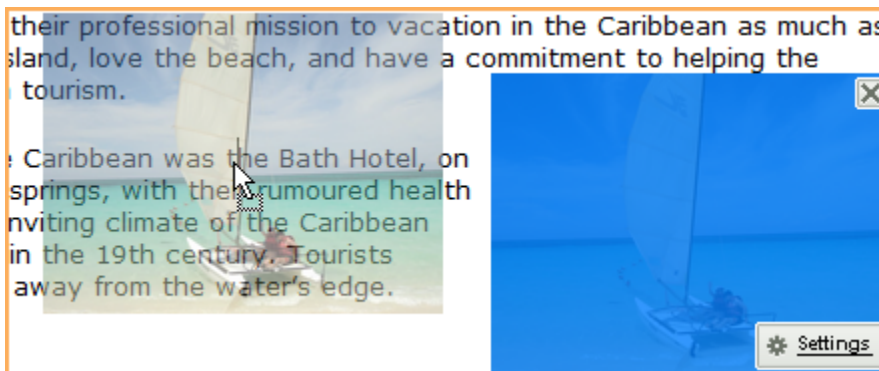 their professional mission to vacation in the Caribbean as much as
sland, love the beach, and have a commitment to helping the
tourism.
e Caribbean was the Bath Hotel, on
springs, with their rumoured health
nviting climate of the Caribbean
in the 19th century. Tourists
away from the water's edge.
Settings